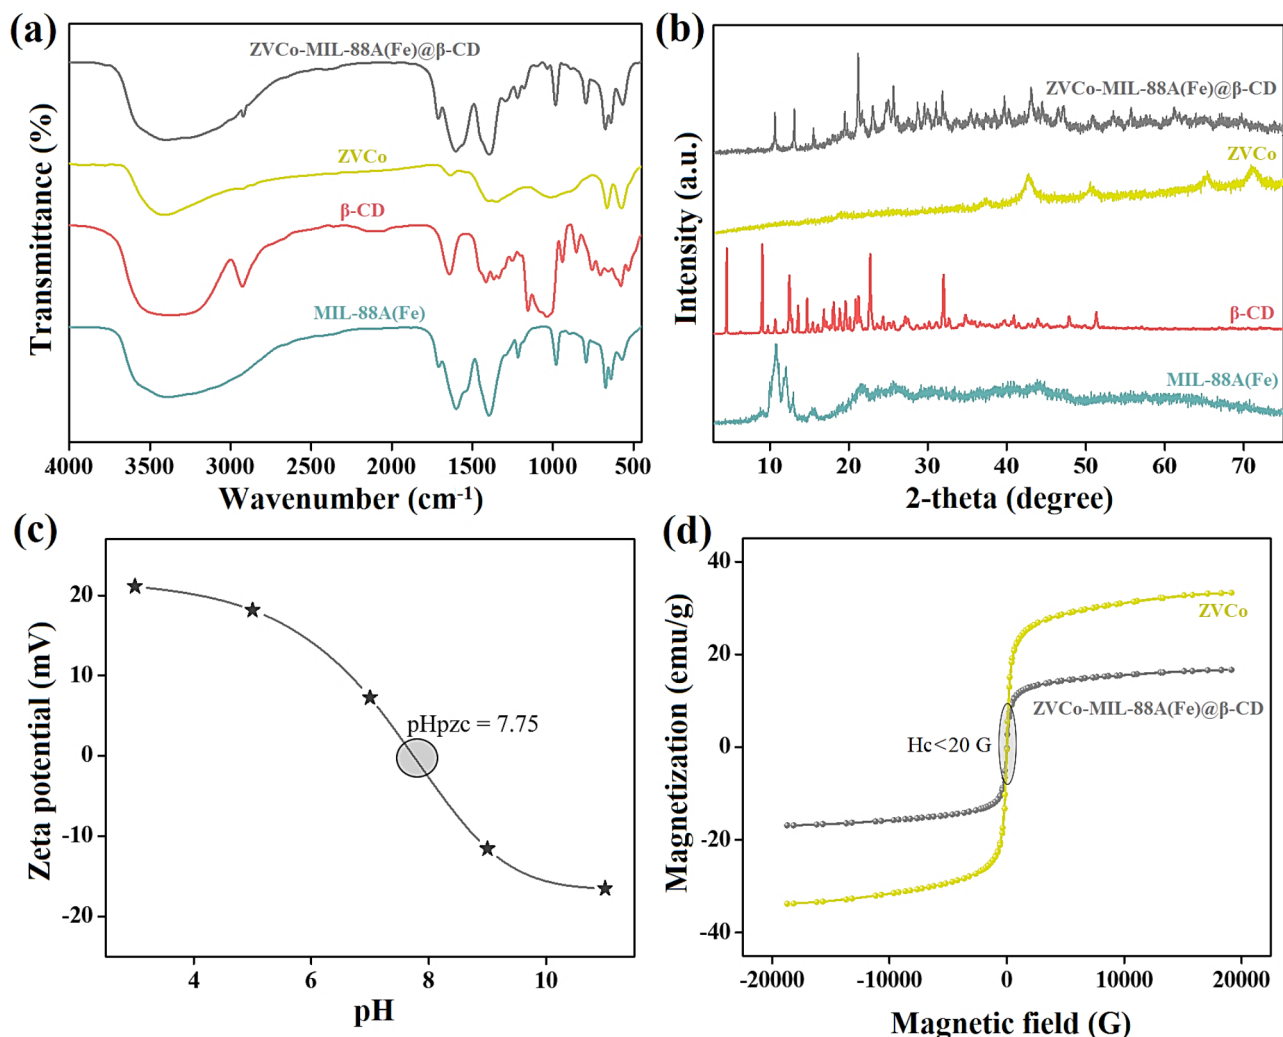 (a)
ZVCo-MIL-88A(Fe)@β-CD
ZVCo
β-CD
MIL-88A(Fe)
Transmittance (%)
4000 3500 3000 2500 2000 1500 1000 500
Wavenumber (cm⁻¹)
(b)
ZVCo-MIL-88A(Fe)@β-CD
ZVCo
β-CD
MIL-88A(Fe)
Intensity (a.u.)
10 20 30 40 50 60 70
2-theta (degree)
(c)
20
10
0
-10
-20
Zeta potential (mV)
pHpzc = 7.75
4 6 8 10
pH
(d)
40
20
0
-20
-40
Magnetization (emu/g)
ZVCo
ZVCo-MIL-88A(Fe)@β-CD
Hc<20 G
-20000 -10000 0 10000 20000
Magnetic field (G)